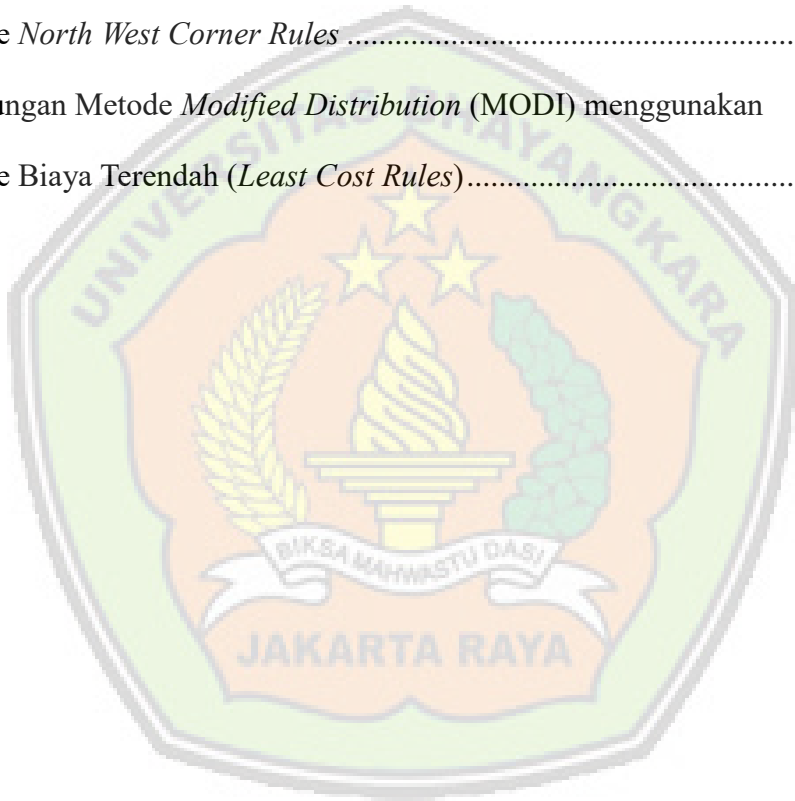 e North West Corner Rules ........................................................
ungan Metode Modified Distribution (MODI) menggunakan
e Biaya Terendah (Least Cost Rules).........................................
UNIVERSITAS BHAYANGKARA
BIKSA MAHWASTU DASI
JAKARTA RAYA